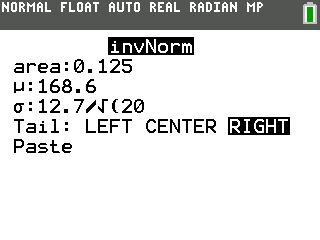 NORMAL FLOAT AUTO REAL RADIAN MP
invNorm
area:0.125
μ:168.6
σ:12.7/√(20
Tail: LEFT CENTER RIGHT
Paste